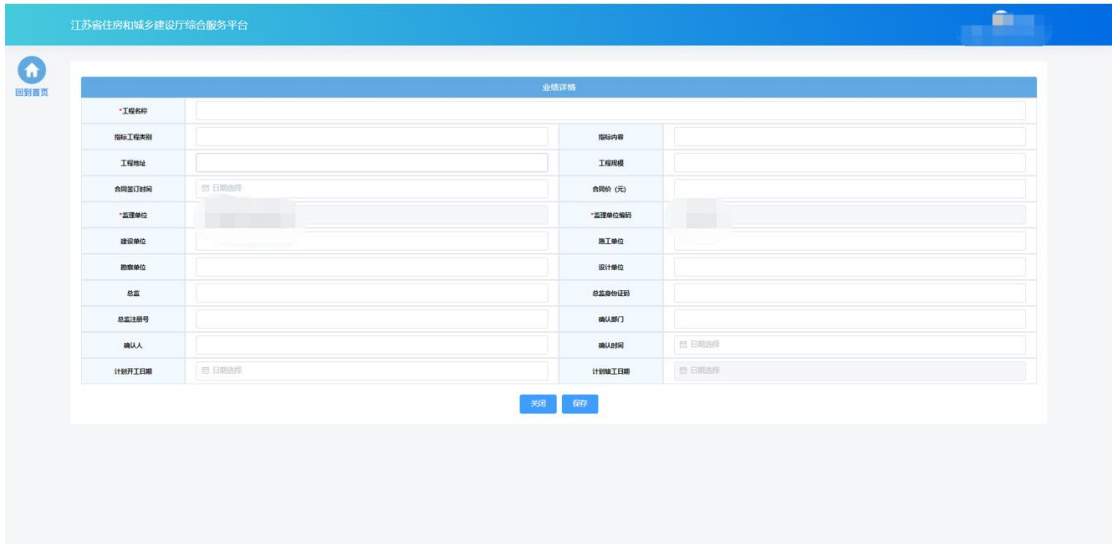 江苏省住房和城乡建设厅综合服务平台
回到首页
业绩详情
*工程名称
指标工程类别
指标内容
工程地址
工程规模
合同签订时间
日期选择
合同价（元）
*监理单位
*监理单位编码
建设单位
施工单位
勘察单位
设计单位
总监
总监身份证码
总监注册号
确认部门
确认人
确认时间
日期选择
计划开工日期
日期选择
计划竣工日期
日期选择
关闭
保存